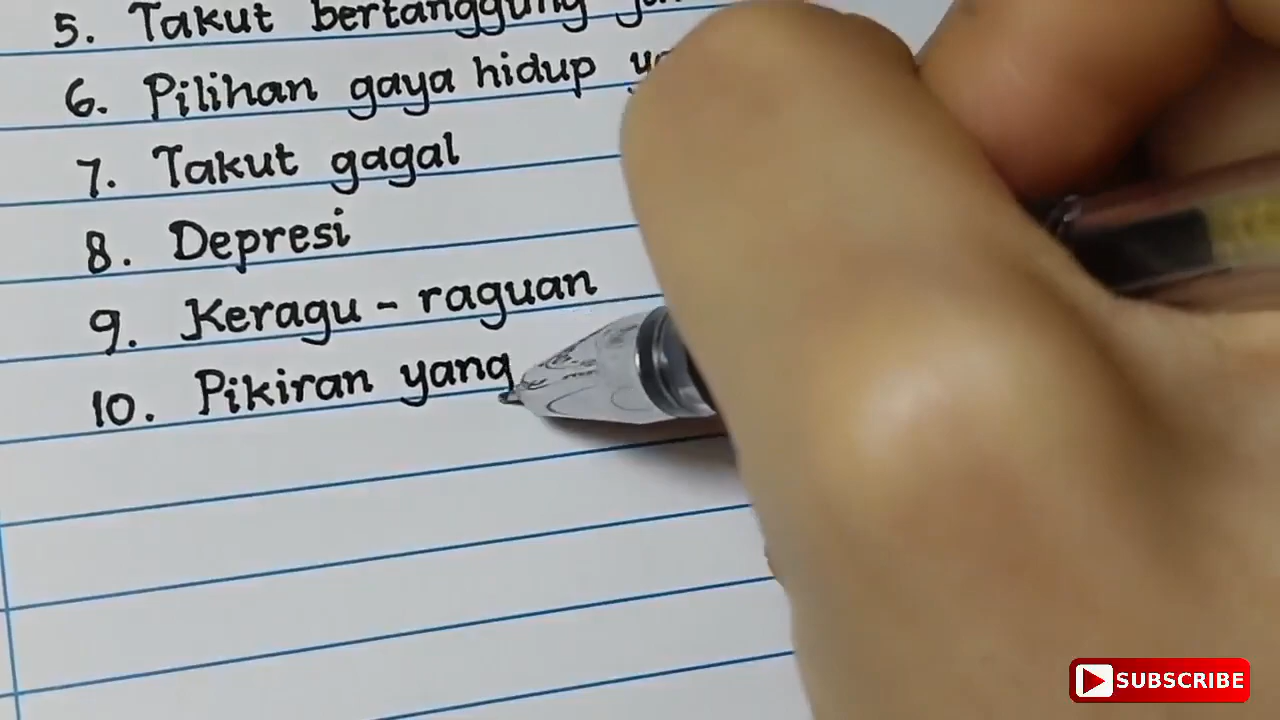 5. Takut bertanggung
6. Pilihan gaya hidup
7. Takut gagal
8. Depresi
9. Keragu - raguan
10. Pikiran yang
SUBSCRIBE